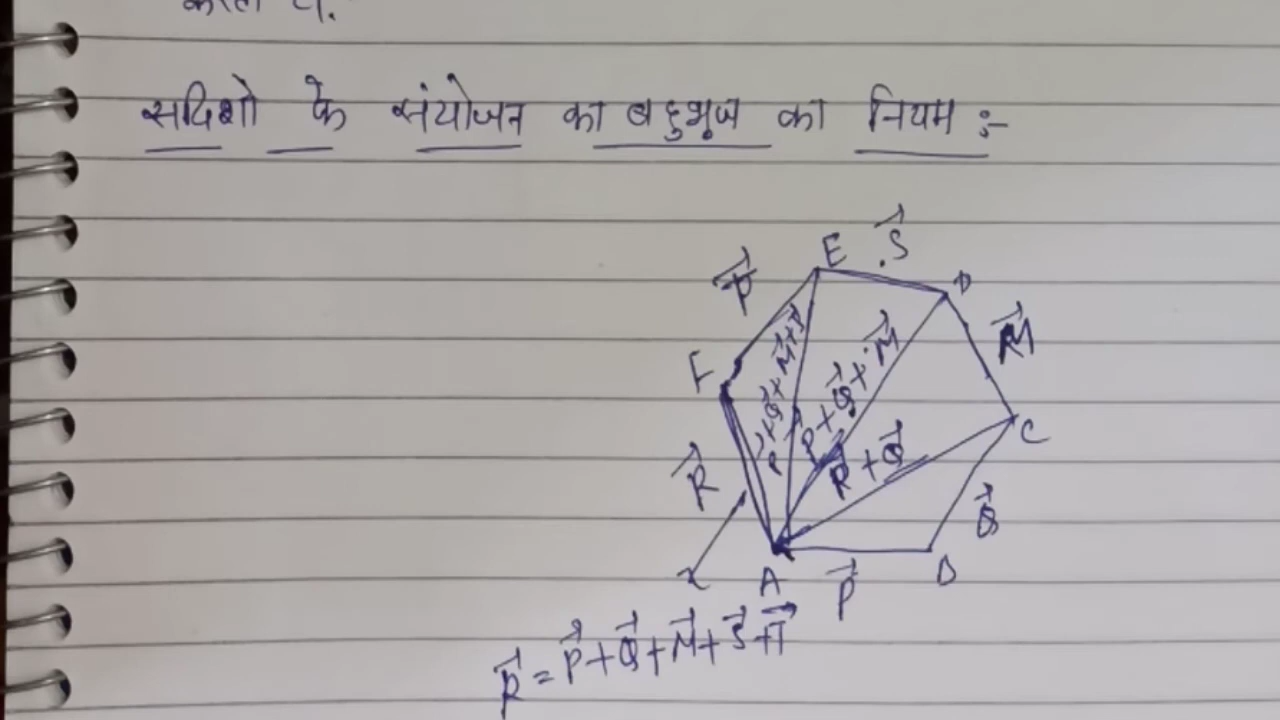 सदिशो के संयोजन का बहुभूज का नियम :-
E
S⃗
D
M⃗
F
P⃗+Q⃗+M⃗
R⃗+Q⃗
C
R⃗
Q⃗
A
P⃗
B
R⃗ = P⃗+Q⃗+M⃗+S⃗+T⃗